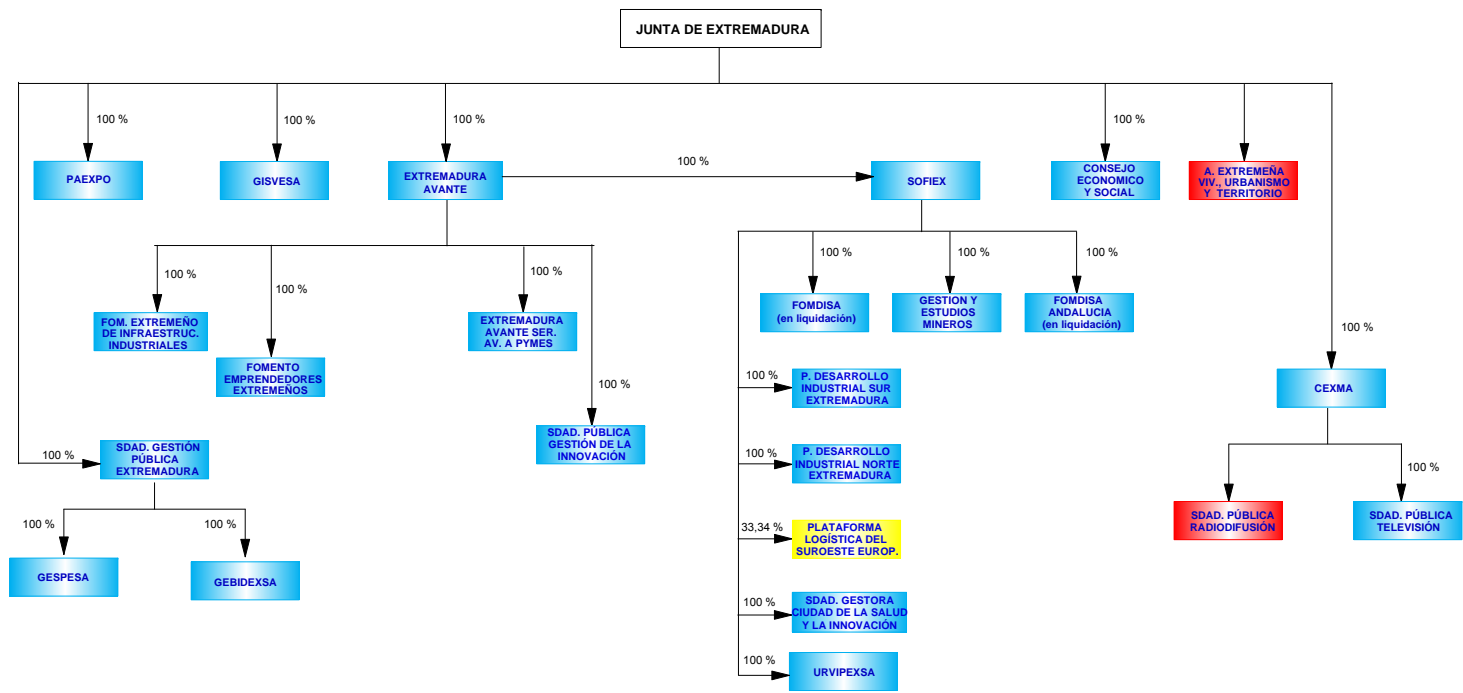 JUNTA DE EXTREMADURA
100 %
100 %
100 %
100 %
100 %
100 %
PAEXPO
GISVESA
EXTREMADURA
AVANTE
SOFIEX
CONSEJO
ECONOMICO
Y SOCIAL
A. EXTREMEÑA
VIV., URBANISMO
Y TERRITORIO
100 %
100 %
100 %
100 %
100 %
100 %
FOM. EXTREMEÑO
DE INFRAESTRUC.
INDUSTRIALES
FOMENTO
EMPRENDEDORES
EXTREMEÑOS
EXTREMADURA
AVANTE SER.
AV. A PYMES
FOMDISA
(en liquidación)
GESTION Y
ESTUDIOS
MINEROS
FOMDISA
ANDALUCIA
(en liquidación)
100 %
100 %
SDAD. PÚBLICA
GESTIÓN DE LA
INNOVACIÓN
100 %
P. DESARROLLO
INDUSTRIAL SUR
EXTREMADURA
CEXMA
100 %
SDAD. GESTIÓN
PÚBLICA
EXTREMADURA
100 %
P. DESARROLLO
INDUSTRIAL NORTE
EXTREMADURA
100 %
100 %
100 %
100 %
33,34 %
PLATAFORMA
LOGÍSTICA DEL
SUROESTE EUROP.
SDAD. PÚBLICA
RADIODIFUSIÓN
SDAD. PÚBLICA
TELEVISIÓN
GESPESA
GEBIDEXSA
100 %
SDAD. GESTORA
CIUDAD DE LA SALUD
Y LA INNOVACIÓN
100 %
URVIPEXSA